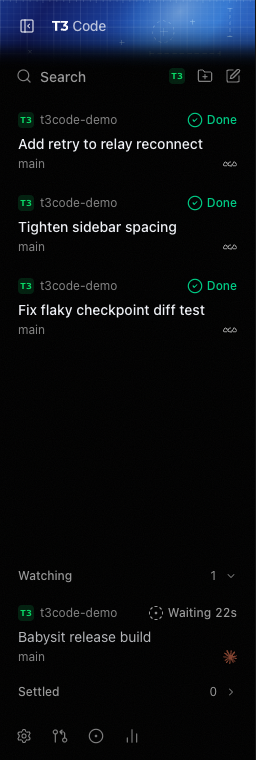 T3 Code
Search T3
T3 t3code-demo Done
Add retry to relay reconnect
main
T3 t3code-demo Done
Tighten sidebar spacing
main
T3 t3code-demo Done
Fix flaky checkpoint diff test
main
Watching 1
T3 t3code-demo Waiting 22s
Babysit release build
main
Settled 0